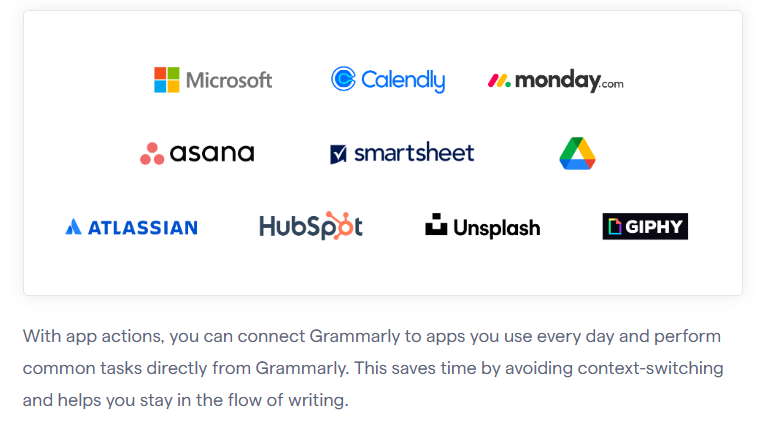 Microsoft Calendly monday.com
asana smartsheet
ATLASSIAN HubSpot Unsplash GIPHY
With app actions, you can connect Grammarly to apps you use every day and perform
common tasks directly from Grammarly. This saves time by avoiding context-switching
and helps you stay in the flow of writing.